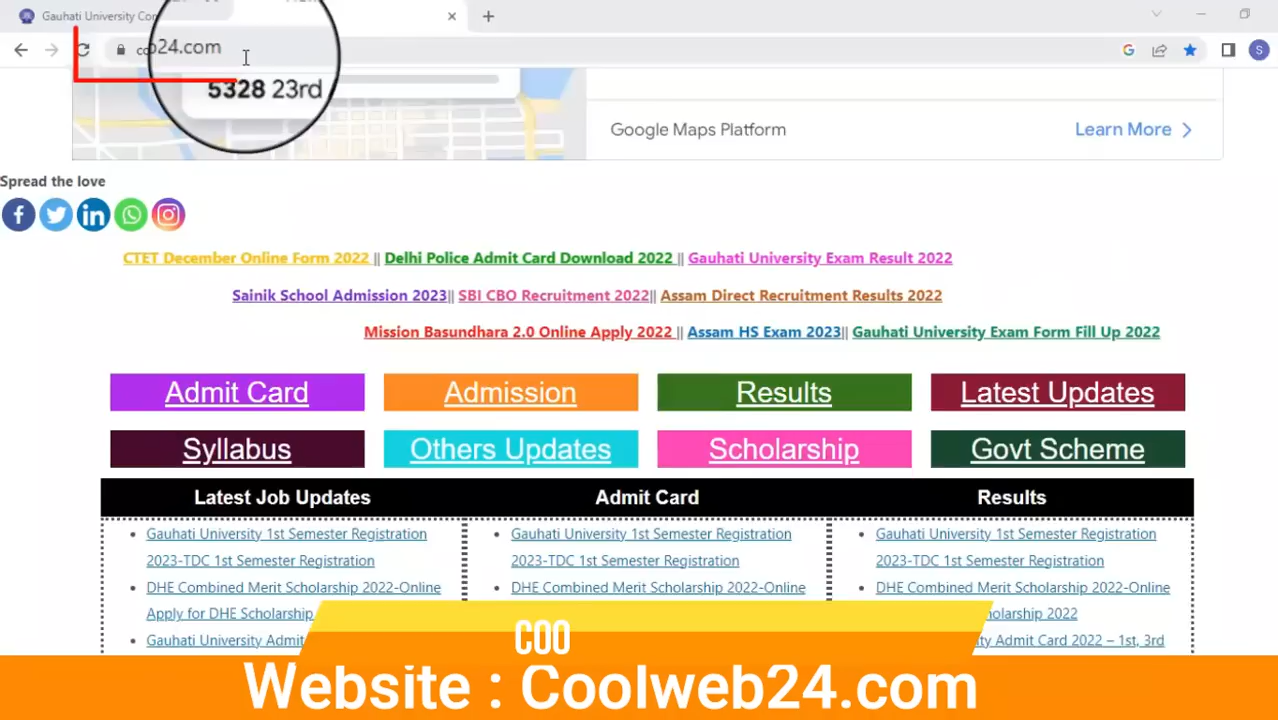 Gauhati University Con
b24.com
5328 23rd
Google Maps Platform
Learn More
Spread the love
CTET December Online Form 2022 || Delhi Police Admit Card Download 2022 || Gauhati University Exam Result 2022
Sainik School Admission 2023|| SBI CBO Recruitment 2022|| Assam Direct Recruitment Results 2022
Mission Basundhara 2.0 Online Apply 2022 || Assam HS Exam 2023|| Gauhati University Exam Form Fill Up 2022
Admit Card Admission Results Latest Updates
Syllabus Others Updates Scholarship Govt Scheme
Latest Job Updates Admit Card Results
Gauhati University 1st Semester Registration
2023-TDC 1st Semester Registration
DHE Combined Merit Scholarship 2022-Online
Apply for DHE Scholarship
Gauhati University Admit
Gauhati University 1st Semester Registration
2023-TDC 1st Semester Registration
DHE Combined Merit Scholarship 2022-Online
Gauhati University 1st Semester Registration
2023-TDC 1st Semester Registration
DHE Combined Merit Scholarship 2022-Online
holarship 2022
ty Admit Card 2022 – 1st, 3rd
COO
Website : Coolweb24.com